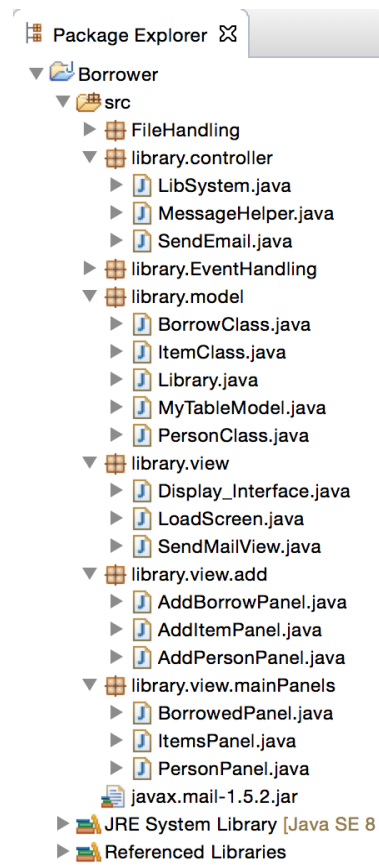 Package Explorer
Borrower
src
FileHandling
library.controller
LibSystem.java
MessageHelper.java
SendEmail.java
library.EventHandling
library.model
BorrowClass.java
ItemClass.java
Library.java
MyTableModel.java
PersonClass.java
library.view
Display_Interface.java
LoadScreen.java
SendMailView.java
library.view.add
AddBorrowPanel.java
AddItemPanel.java
AddPersonPanel.java
library.view.mainPanels
BorrowedPanel.java
ItemsPanel.java
PersonPanel.java
javax.mail-1.5.2.jar
JRE System Library [Java SE 8
Referenced Libraries